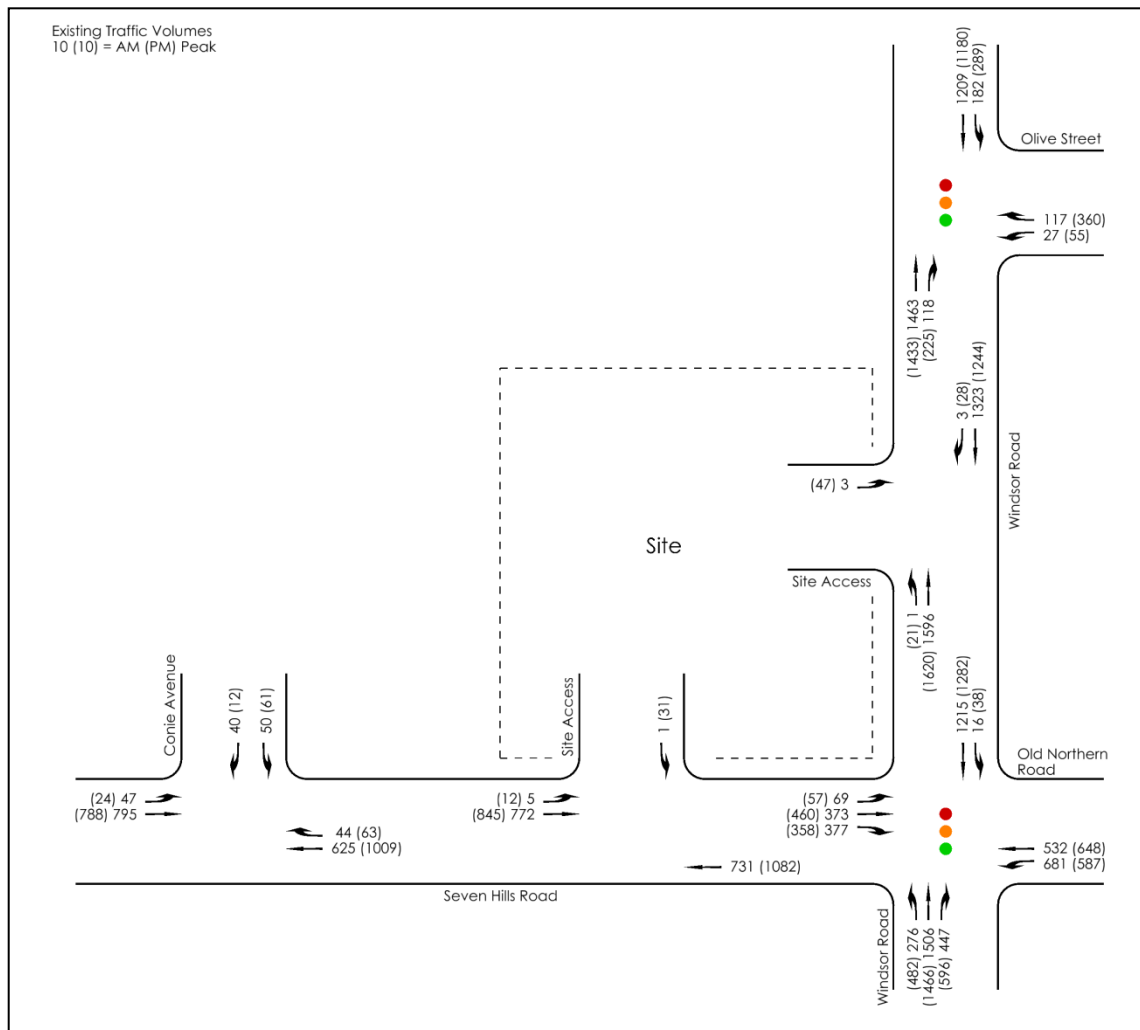 Existing Traffic Volumes
10 (10) = AM (PM) Peak
1209 (1180)
182 (289)
Olive Street
117 (360)
27 (55)
(1433) 1463
(225) 118
3 (28)
1323 (1244)
Windsor Road
(47) 3
Site
Site Access
(21) 1
(1620) 1596
1215 (1282)
16 (38)
Conie Avenue
40 (12)
50 (61)
Site Access
1 (31)
Old Northern
Road
(24) 47
(788) 795
(12) 5
(845) 772
(57) 69
(460) 373
(358) 377
44 (63)
625 (1009)
532 (648)
681 (587)
731 (1082)
Seven Hills Road
Windsor Road
(482) 276
(1466) 1506
(596) 447